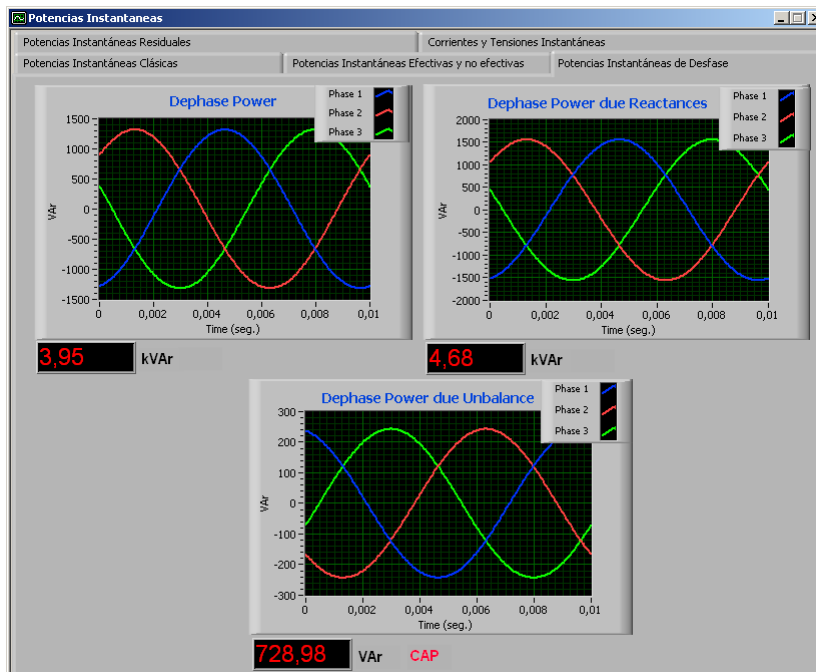 Potencias Instantaneas
Potencias Instantáneas Residuales
Corrientes y Tensiones Instantáneas
Potencias Instantáneas Clásicas
Potencias Instantáneas Efectivas y no efectivas
Potencias Instantáneas de Desfase
Dephase Power
Phase 1
Phase 2
Phase 3
1500
1000
500
0
-500
-1000
-1500
VAr
0 0,002 0,004 0,006 0,008 0,01
Time (seg.)
3,95 kVAr
Dephase Power due Reactances
Phase 1
Phase 2
Phase 3
2000
1500
1000
500
0
-500
-1000
-1500
-2000
VAr
0 0,002 0,004 0,006 0,008 0,01
Time (seg.)
4,68 kVAr
Dephase Power due Unbalance
Phase 1
Phase 2
Phase 3
300
200
100
0
-100
-200
-300
VAr
0 0,002 0,004 0,006 0,008 0,01
Time (seg.)
728,98 VAr CAP